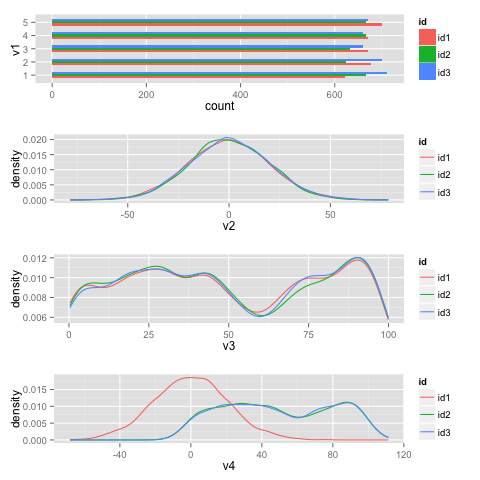 v1
5
4
3
2
1
0 200 400 600
count
id
id1
id2
id3
density
0.020
0.015
0.010
0.005
0.000
-50 0 50
v2
id
id1
id2
id3
density
0.012
0.010
0.008
0.006
0 25 50 75 100
v3
id
id1
id2
id3
density
0.015
0.010
0.005
0.000
-40 0 40 80 120
v4
id
id1
id2
id3